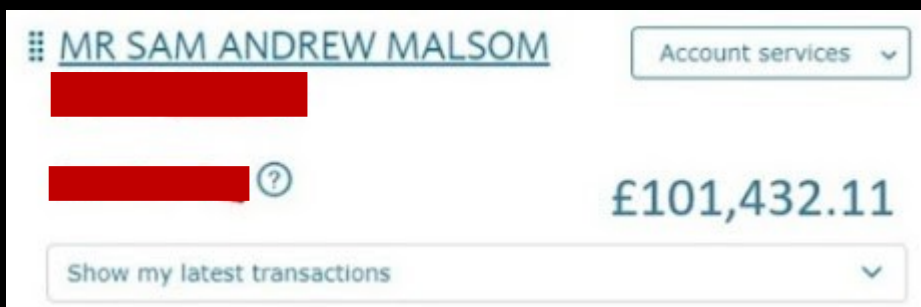 MR SAM ANDREW MALSOM
Account services
?
£101,432.11
Show my latest transactions